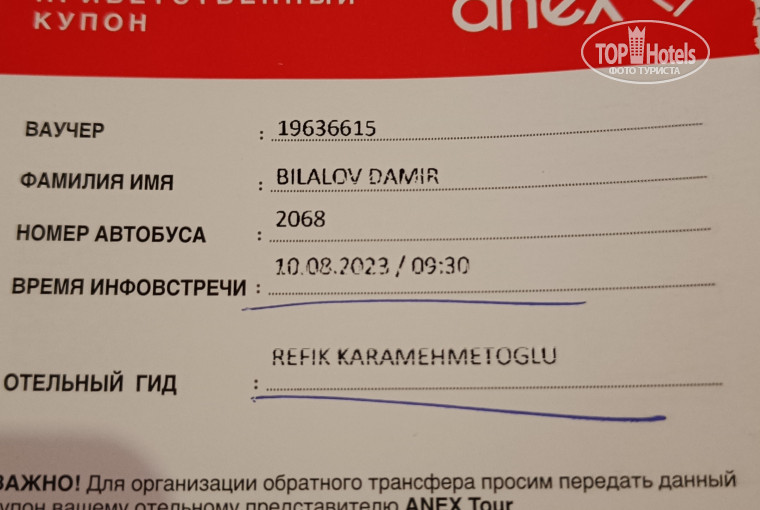 ПРИВЕТСТВЕННЫЙ
КУПОН
anex
TOP Hotels
ФОТО ТУРИСТА
ВАУЧЕР : 19636615
ФАМИЛИЯ ИМЯ : BILALOV DAMIR
НОМЕР АВТОБУСА : 2068
ВРЕМЯ ИНФОВСТРЕЧИ : 10.08.2023 / 09:30
ОТЕЛЬНЫЙ ГИД : REFIK KARAMEHMETOGLU
ВАЖНО! Для организации обратного трансфера просим передать данный
купон вашему отельному представителю ANEX Tour